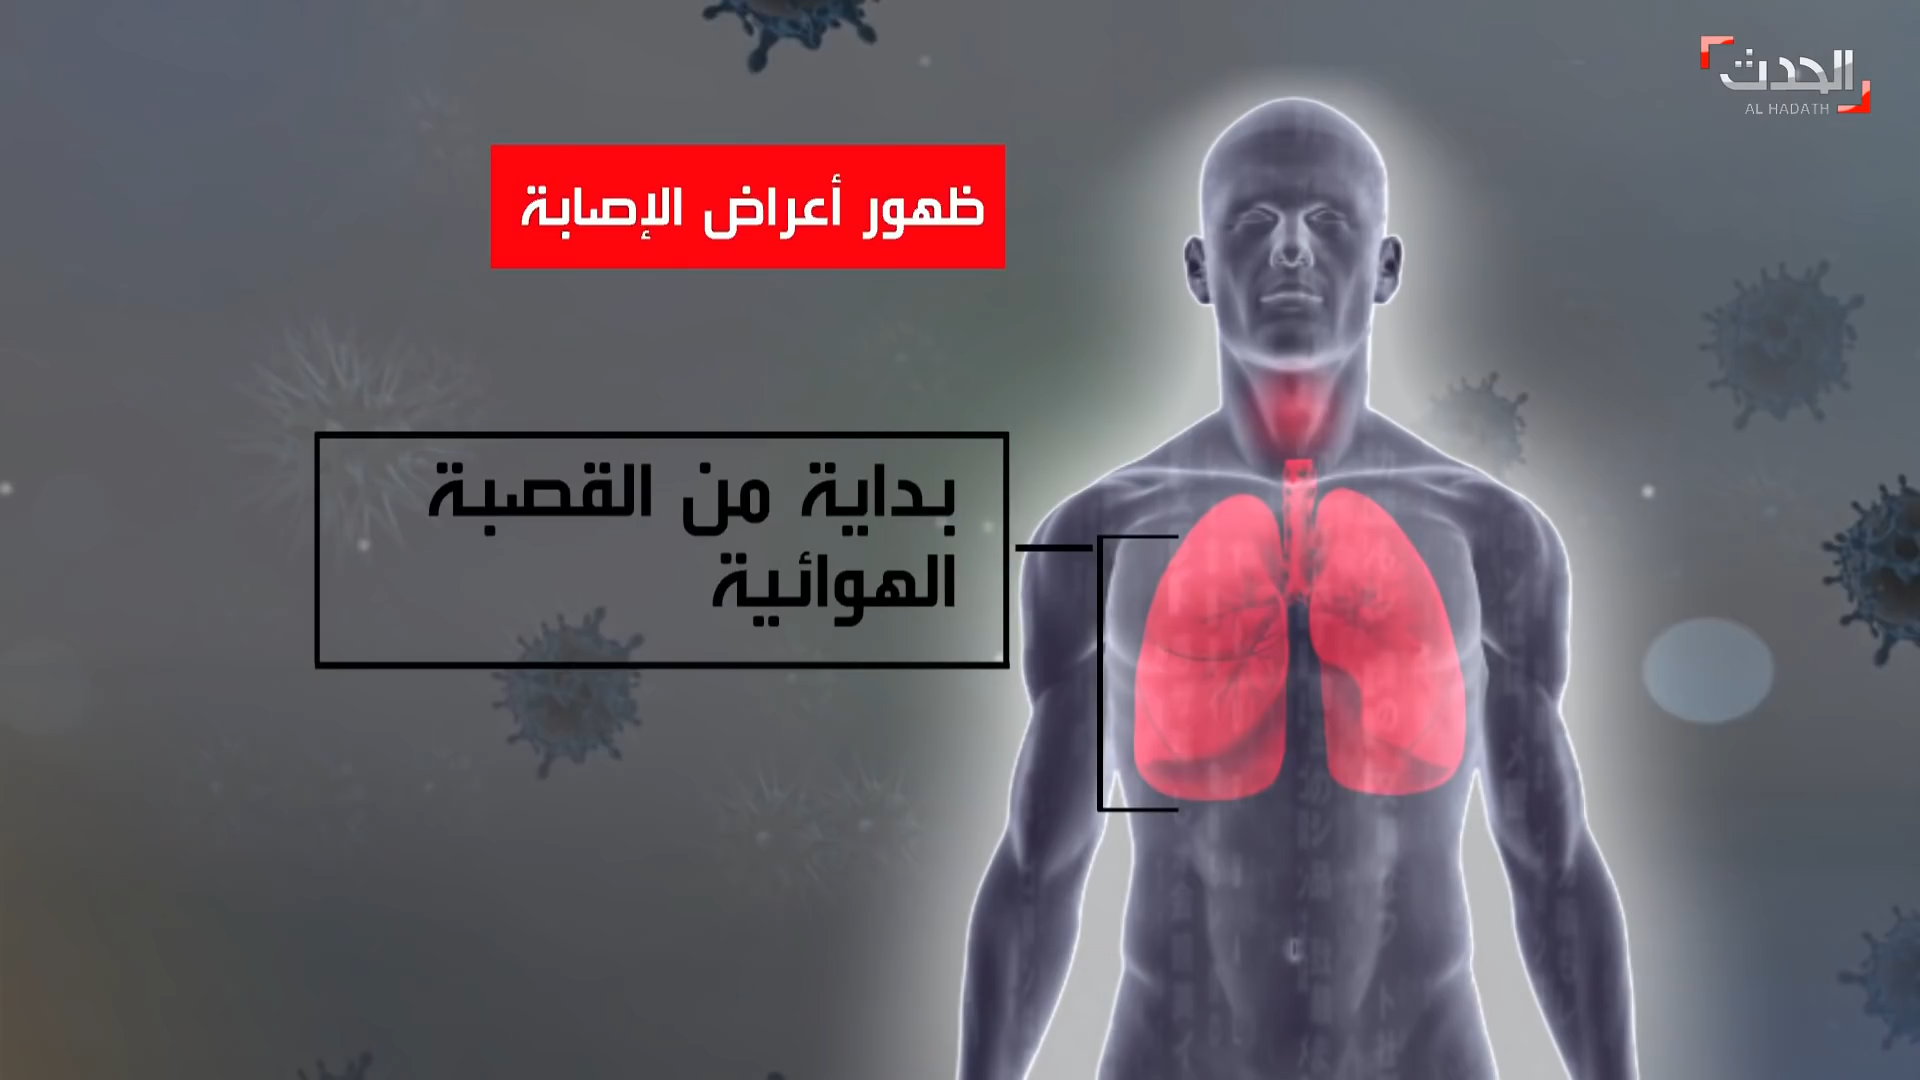 الحدث
AL HADATH
ظهور أعراض الإصابة
بداية من القصبة
الهوائية